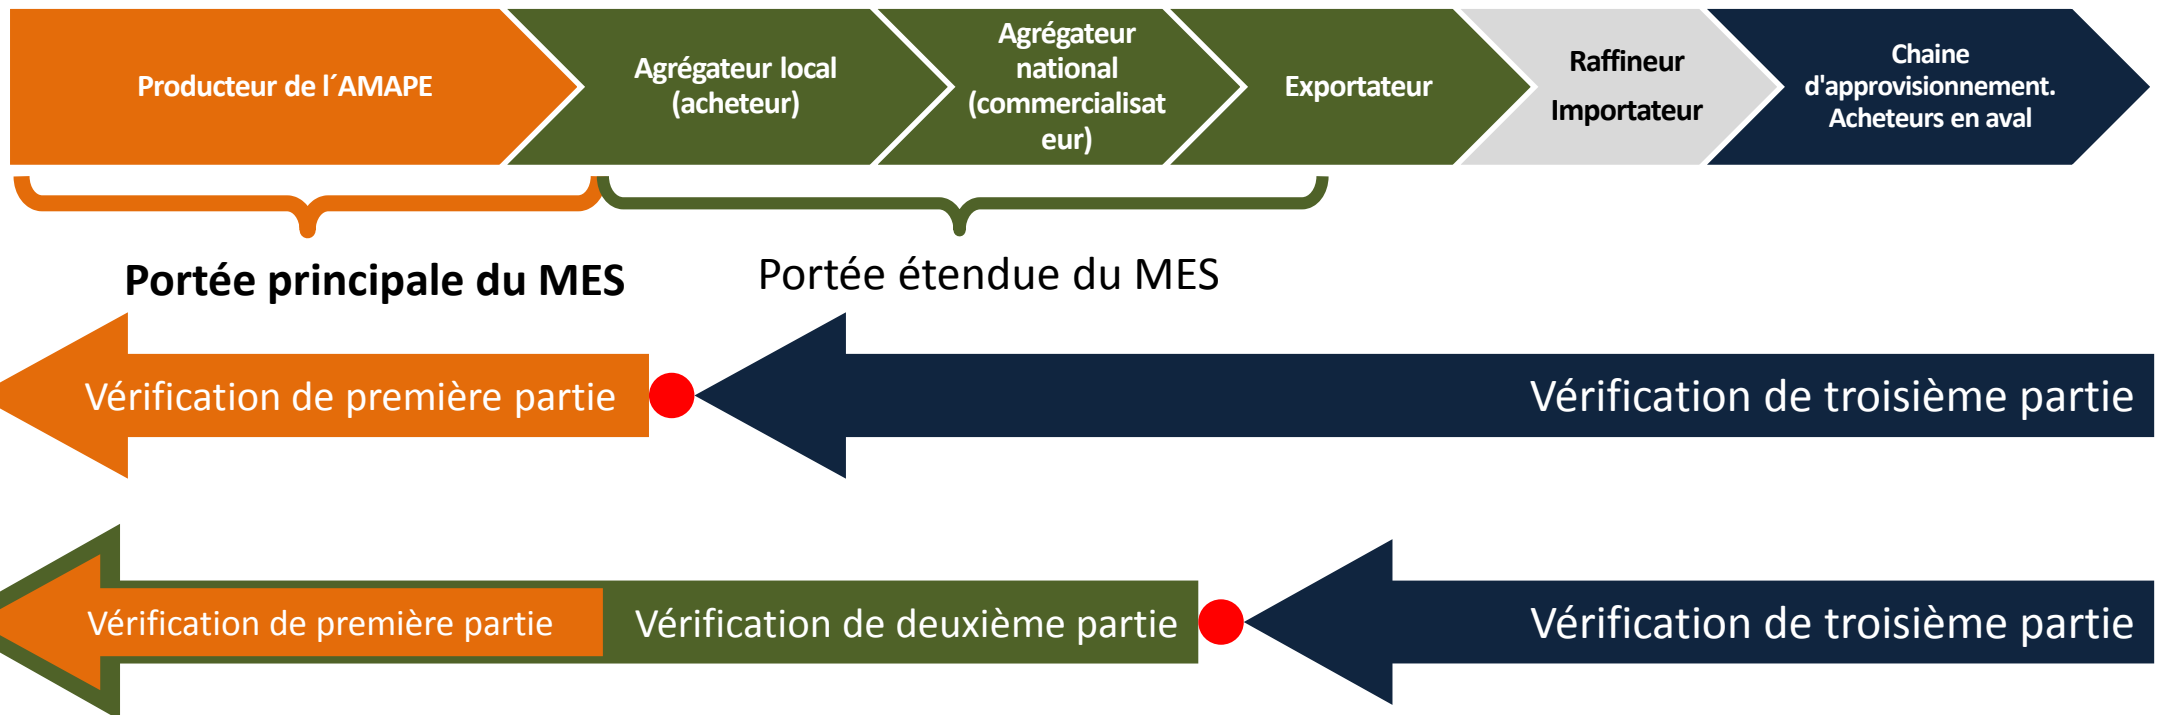 Producteur de l´AMAPE
Agrégateur local
(acheteur)
Agrégateur
national
(commercialisat
eur)
Exportateur
Raffineur
Importateur
Chaine
d'approvisionnement.
Acheteurs en aval
Portée principale du MES
Portée étendue du MES
Vérification de première partie
Vérification de troisième partie
Vérification de première partie
Vérification de deuxième partie
Vérification de troisième partie